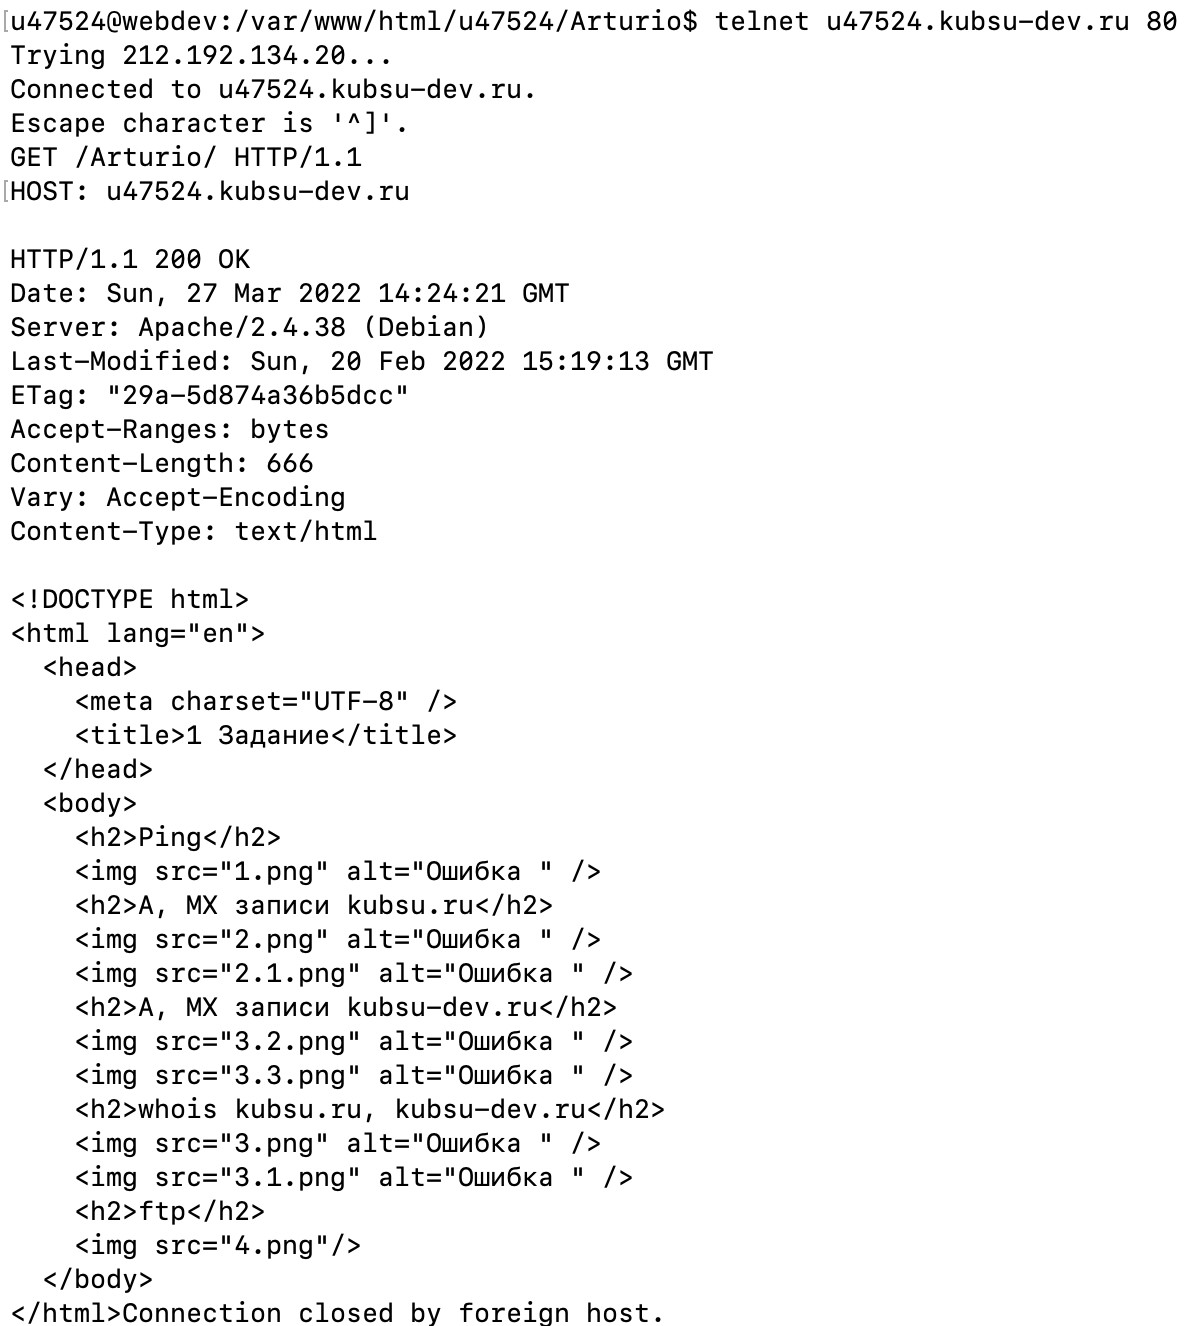 [u47524@webdev:/var/www/html/u47524/Arturio$ telnet u47524.kubsu-dev.ru 80
Trying 212.192.134.20...
Connected to u47524.kubsu-dev.ru.
Escape character is '^]'.
GET /Arturio/ HTTP/1.1
[HOST: u47524.kubsu-dev.ru

HTTP/1.1 200 OK
Date: Sun, 27 Mar 2022 14:24:21 GMT
Server: Apache/2.4.38 (Debian)
Last-Modified: Sun, 20 Feb 2022 15:19:13 GMT
ETag: "29a-5d874a36b5dcc"
Accept-Ranges: bytes
Content-Length: 666
Vary: Accept-Encoding
Content-Type: text/html

<!DOCTYPE html>
<html lang="en">
  <head>
    <meta charset="UTF-8" />
    <title>1 Задание</title>
  </head>
  <body>
    <h2>Ping</h2>
    <img src="1.png" alt="Ошибка " />
    <h2>A, MX записи kubsu.ru</h2>
    <img src="2.png" alt="Ошибка " />
    <img src="2.1.png" alt="Ошибка " />
    <h2>A, MX записи kubsu-dev.ru</h2>
    <img src="3.2.png" alt="Ошибка " />
    <img src="3.3.png" alt="Ошибка " />
    <h2>whois kubsu.ru, kubsu-dev.ru</h2>
    <img src="3.png" alt="Ошибка " />
    <img src="3.1.png" alt="Ошибка " />
    <h2>ftp</h2>
    <img src="4.png"/>
  </body>
</html>Connection closed by foreign host.